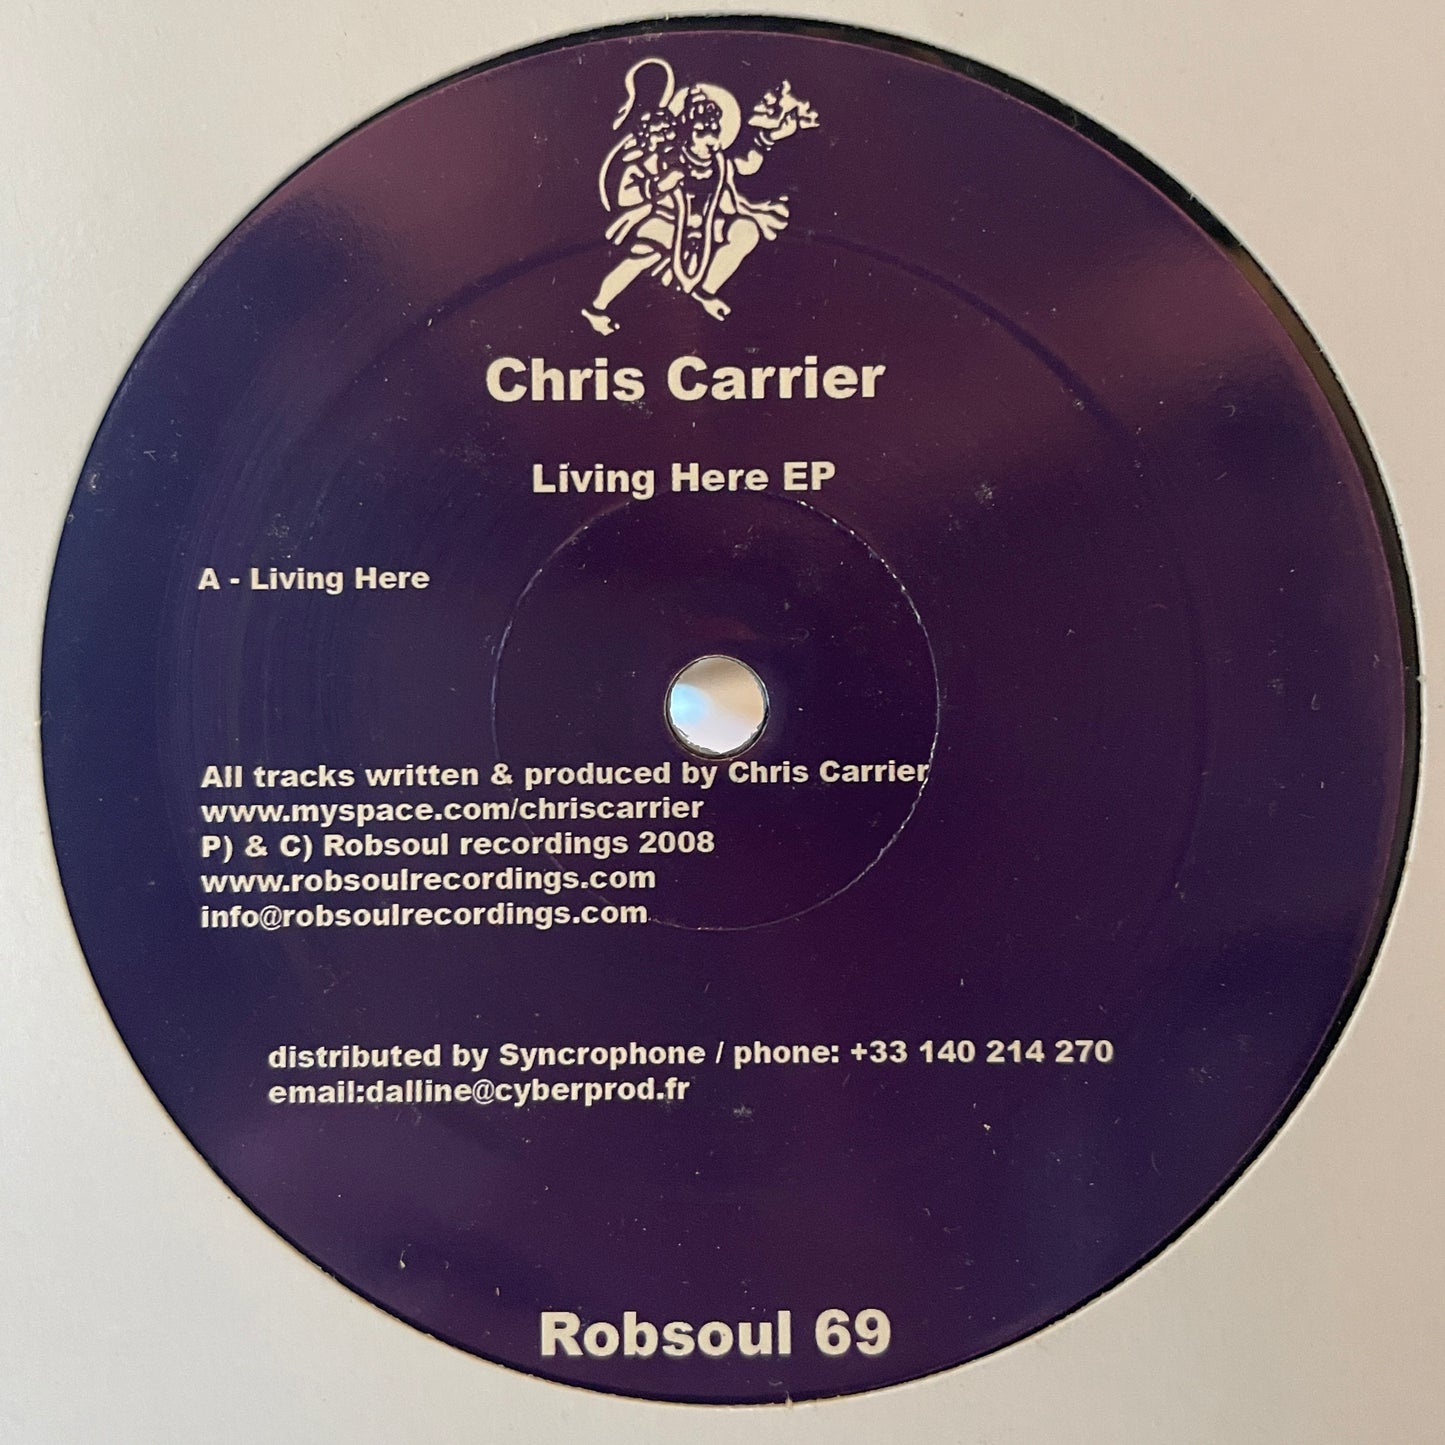 Chris Carrier
Living Here EP
A - Living Here
All tracks written & produced by Chris Carrier
www.myspace.com/chriscarrier
P) & C) Robsoul recordings 2008
www.robsoulrecordings.com
info@robsoulrecordings.com
distributed by Syncrophone / phone: +33 140 214 270
email:dalline@cyberprod.fr
Robsoul 69